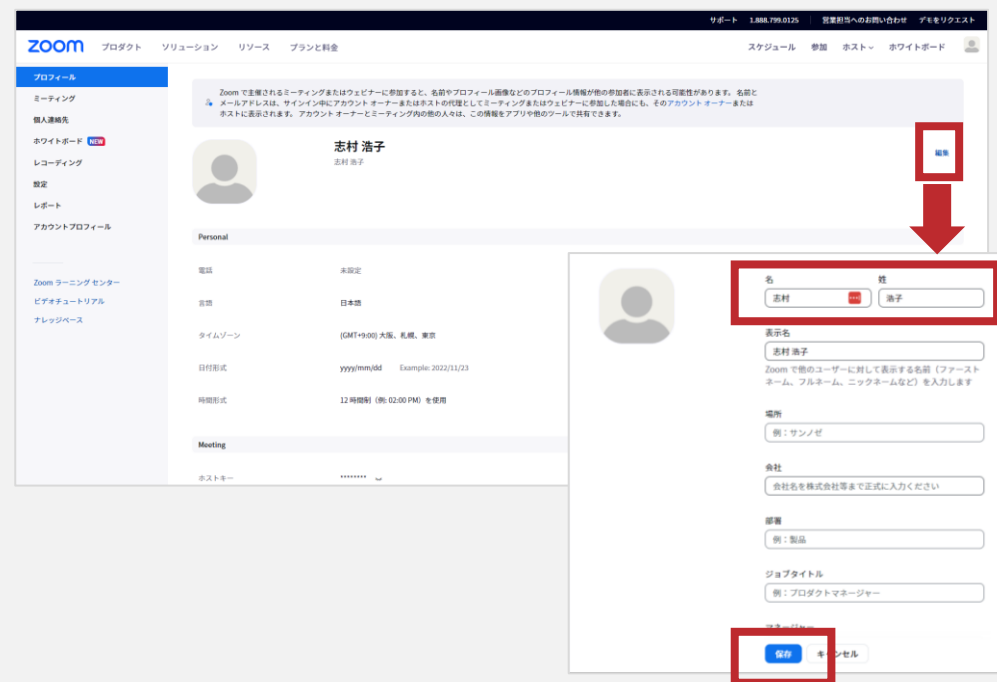 サポート 1.888.799.0125 営業担当へのお問い合わせ デモをリクエスト
zoom プロダクト ソリューション リソース プランと料金 スケジュール 参加 ホスト ホワイトボード
プロフィール
ミーティング
個人連絡先
ホワイトボード NEW
レコーディング
設定
レポート
アカウントプロフィール
Zoom ラーニング センター
ビデオチュートリアル
ナレッジベース
Zoom で主催されるミーティングまたはウェビナーに参加すると、名前やプロフィール画像などのプロフィール情報が他の参加者に表示される可能性があります。 名前と
メールアドレスは、サインイン中にアカウント オーナーまたはホストの代理としてミーティングまたはウェビナーに参加した場合にも、そのアカウント オーナーまたは
ホストに表示されます。 アカウント オーナーとミーティング内の他の人々は、この情報をアプリや他のツールで共有できます。
志村 浩子
志村 浩子
編集
Personal
電話 未設定
言語 日本語
タイムゾーン (GMT+9:00) 大阪、札幌、東京
日付形式 yyyy/mm/dd Example: 2022/11/23
時間形式 12 時間制（例: 02:00 PM）を使用
Meeting
ホストキー ********
名 姓
志村 浩子
表示名
志村 浩子
Zoom で他のユーザーに対して表示する名前（ファースト
ネーム、フルネーム、ニックネームなど）を入力します
場所
例：サンノゼ
会社
会社名を株式会社等まで正式に入力ください
部署
例：製品
ジョブタイトル
例：プロダクトマネージャー
マネージャー
保存 キャンセル